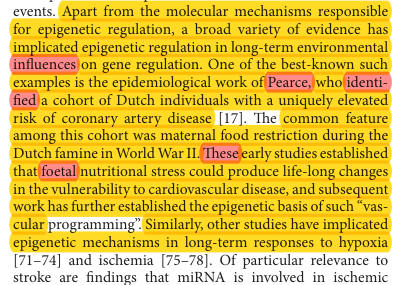 events. Apart from the molecular mechanisms responsible
for epigenetic regulation, a broad variety of evidence has
implicated epigenetic regulation in long-term environmental
influences on gene regulation. One of the best-known such
examples is the epidemiological work of Pearce, who identi-
fied a cohort of Dutch individuals with a uniquely elevated
risk of coronary artery disease [17]. The common feature
among this cohort was maternal food restriction during the
Dutch famine in World War II. These early studies established
that foetal nutritional stress could produce life-long changes
in the vulnerability to cardiovascular disease, and subsequent
work has further established the epigenetic basis of such “vas-
cular programming”. Similarly, other studies have implicated
epigenetic mechanisms in long-term responses to hypoxia
[71–74] and ischemia [75–78]. Of particular relevance to
stroke are findings that miRNA is involved in ischemic